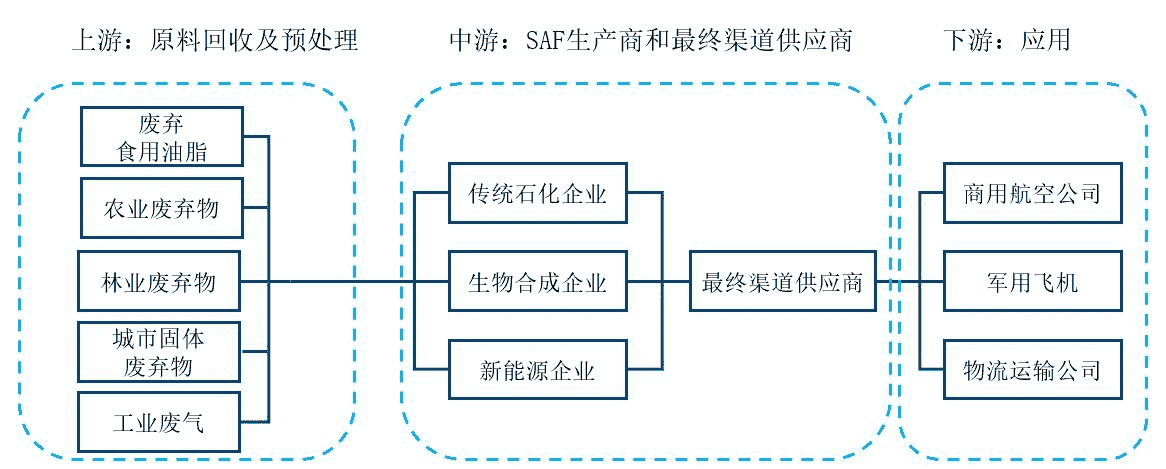 上游：原料回收及预处理
中游：SAF生产商和最终渠道供应商
下游：应用
废弃
食用油脂
农业废弃物
林业废弃物
城市固体
废弃物
工业废气
传统石化企业
生物合成企业
新能源企业
最终渠道供应商
商用航空公司
军用飞机
物流运输公司